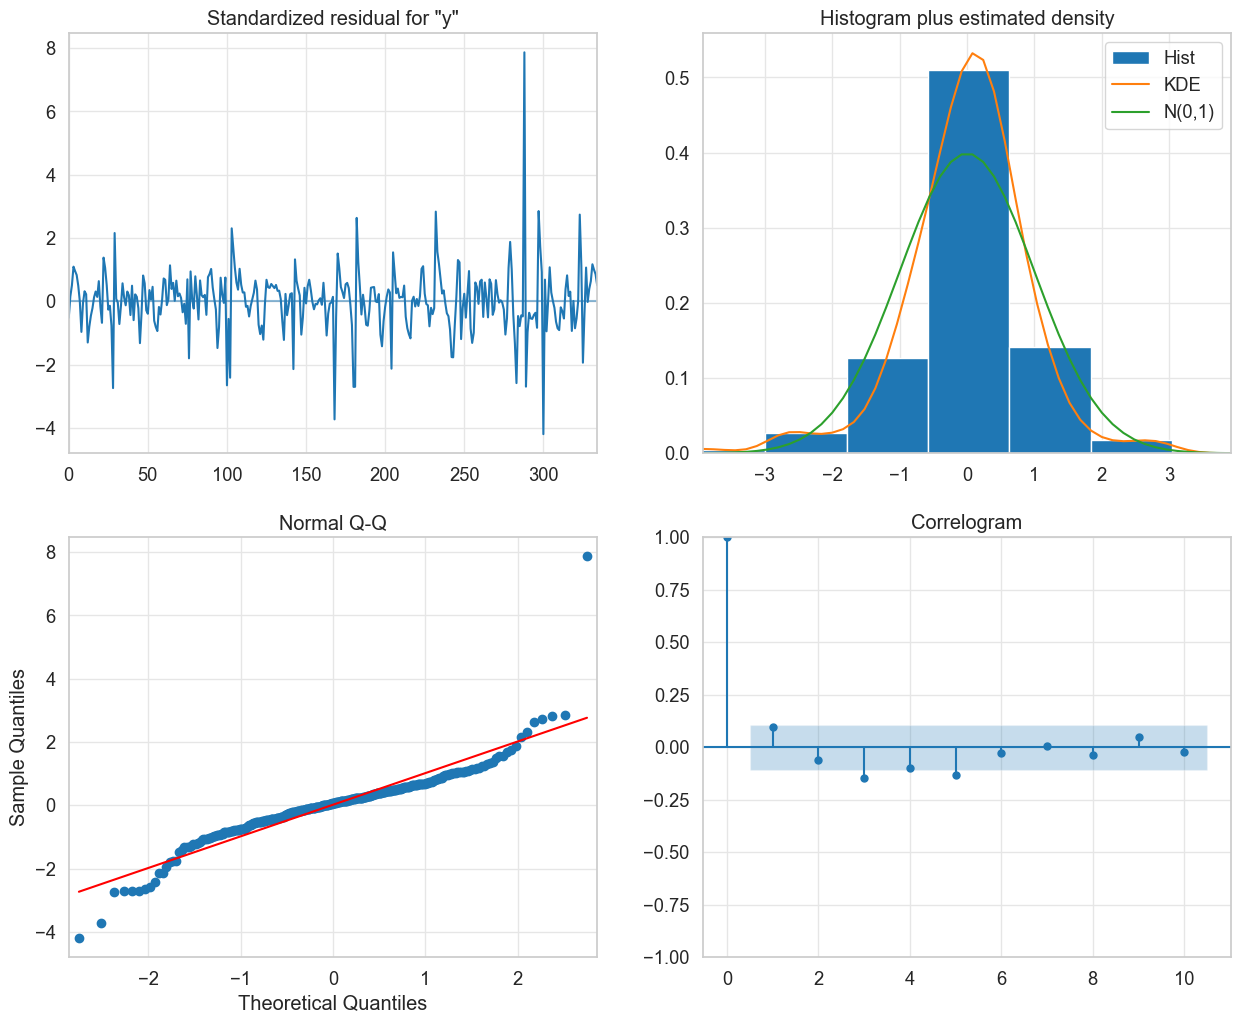 Standardized residual for "y"
8
6
4
2
0
−2
−4
0 50 100 150 200 250 300
Histogram plus estimated density
Hist
KDE
N(0,1)
0.5
0.4
0.3
0.2
0.1
0.0
−3 −2 −1 0 1 2 3
Normal Q-Q
Sample Quantiles
8
6
4
2
0
−2
−4
−2 −1 0 1 2
Theoretical Quantiles
Correlogram
1.00
0.75
0.50
0.25
0.00
−0.25
−0.50
−0.75
−1.00
0 2 4 6 8 10